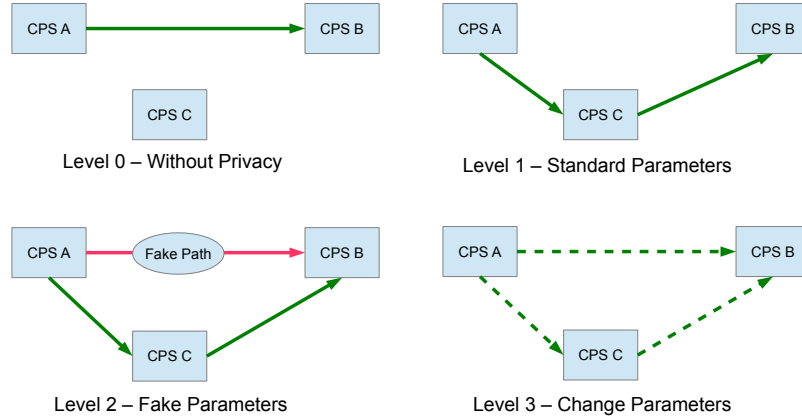 CPS A
CPS B
CPS C
Level 0 – Without Privacy
CPS A
CPS B
CPS C
Level 1 – Standard Parameters
CPS A
Fake Path
CPS B
CPS C
Level 2 – Fake Parameters
CPS A
CPS B
CPS C
Level 3 – Change Parameters